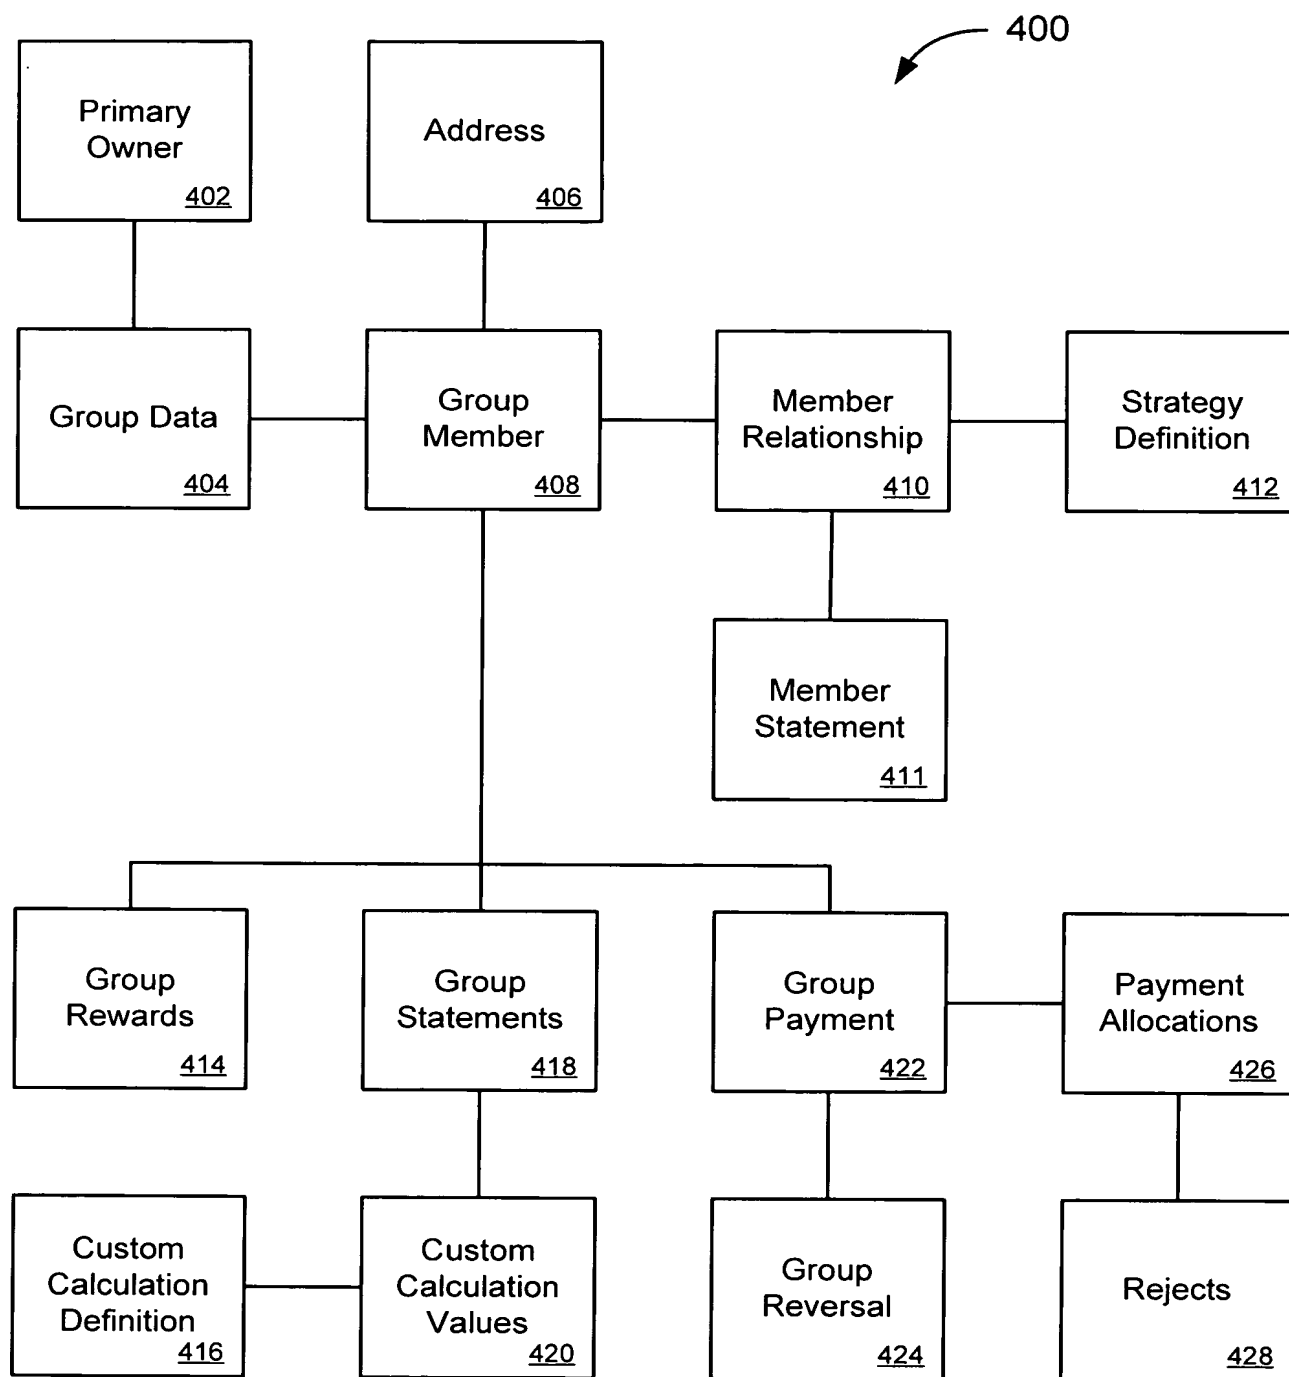 400
Primary
Owner
402
Address
406
Group Data
404
Group
Member
408
Member
Relationship
410
Strategy
Definition
412
Member
Statement
411
Group
Rewards
414
Group
Statements
418
Group
Payment
422
Payment
Allocations
426
Custom
Calculation
Definition
416
Custom
Calculation
Values
420
Group
Reversal
424
Rejects
428